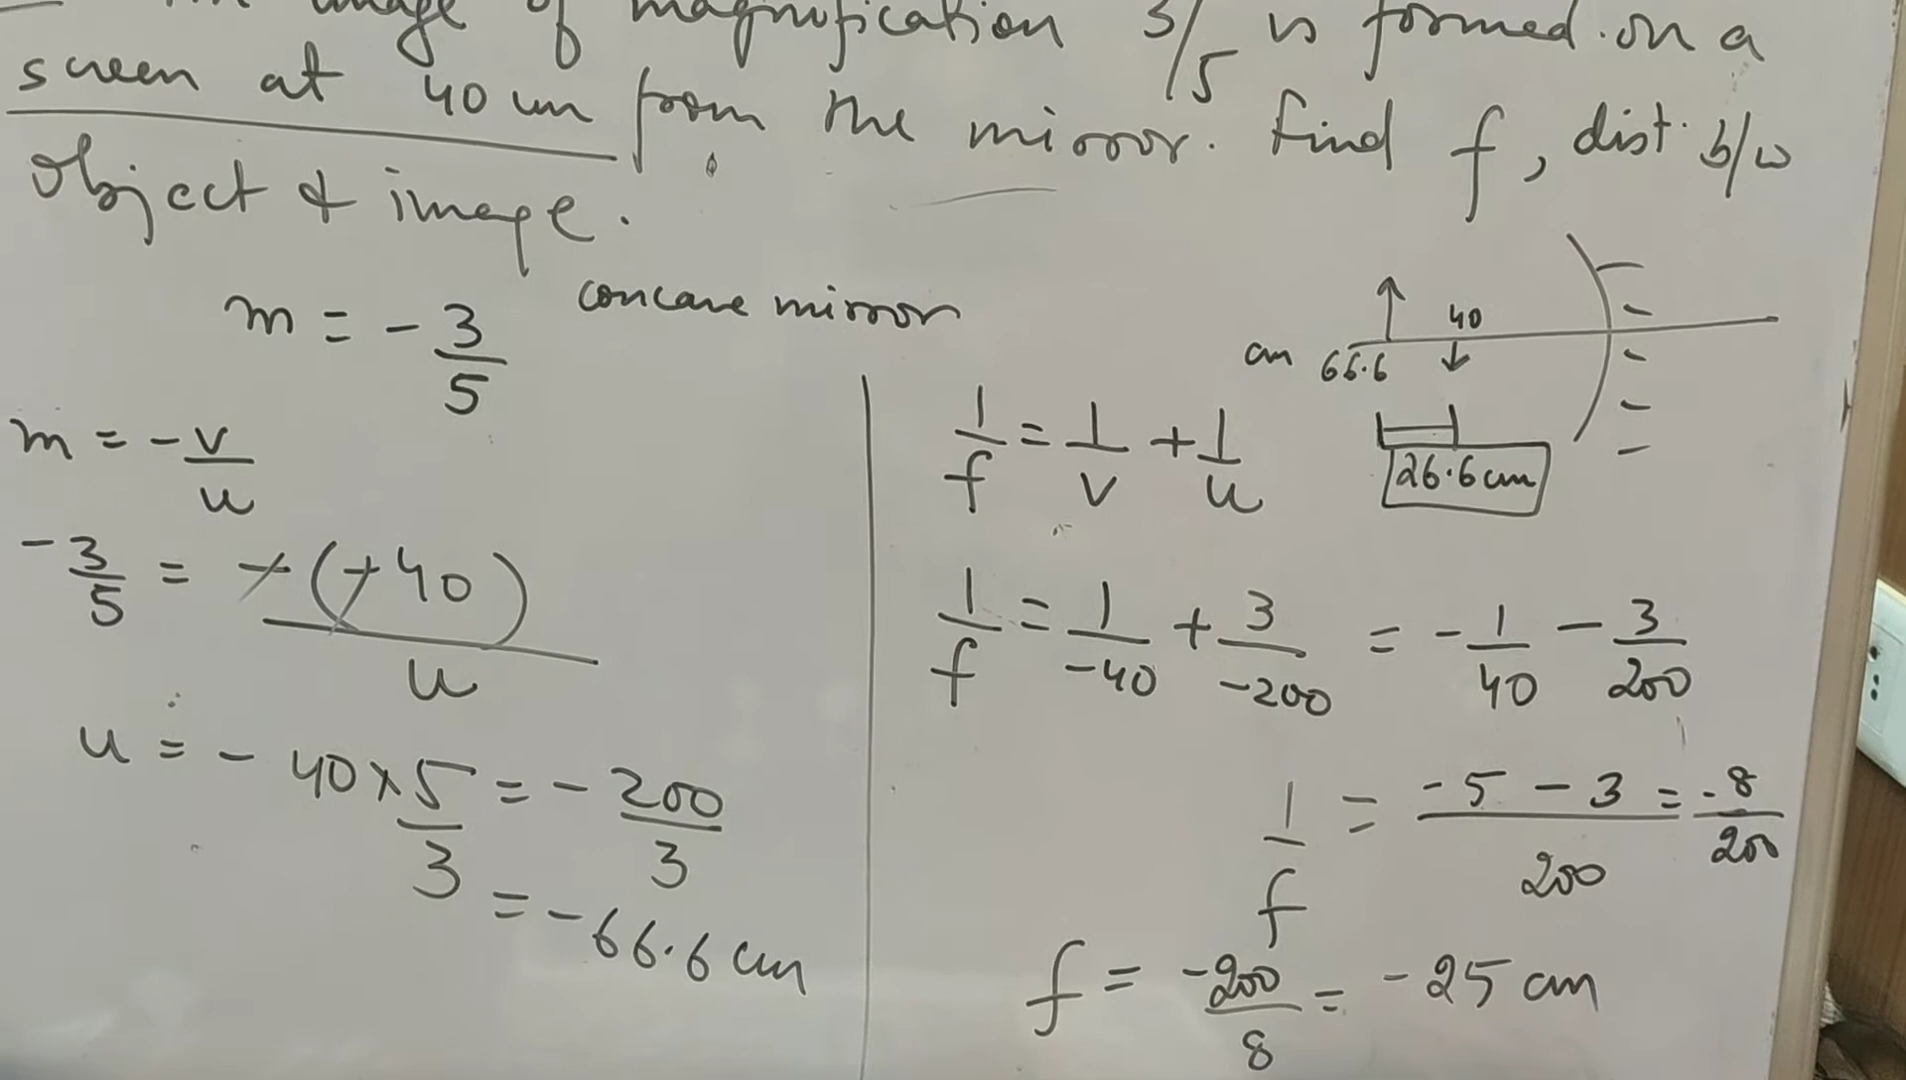 image of magnification 3/5 is formed. on a
screen at 40 cm from the mirror. Find f, dist. b/w
object & image.
m = -3/5 concave mirror
m = -v/u
-3/5 = -(-40)/u
u = -40×5/3 = -200/3
= -66.6 cm
40
cm 66.6
26.6 cm
1/f = 1/v + 1/u
1/f = 1/-40 + 3/-200 = -1/40 - 3/200
1/f = -5 - 3/200 = -8/200
f = -200/8 = -25 cm